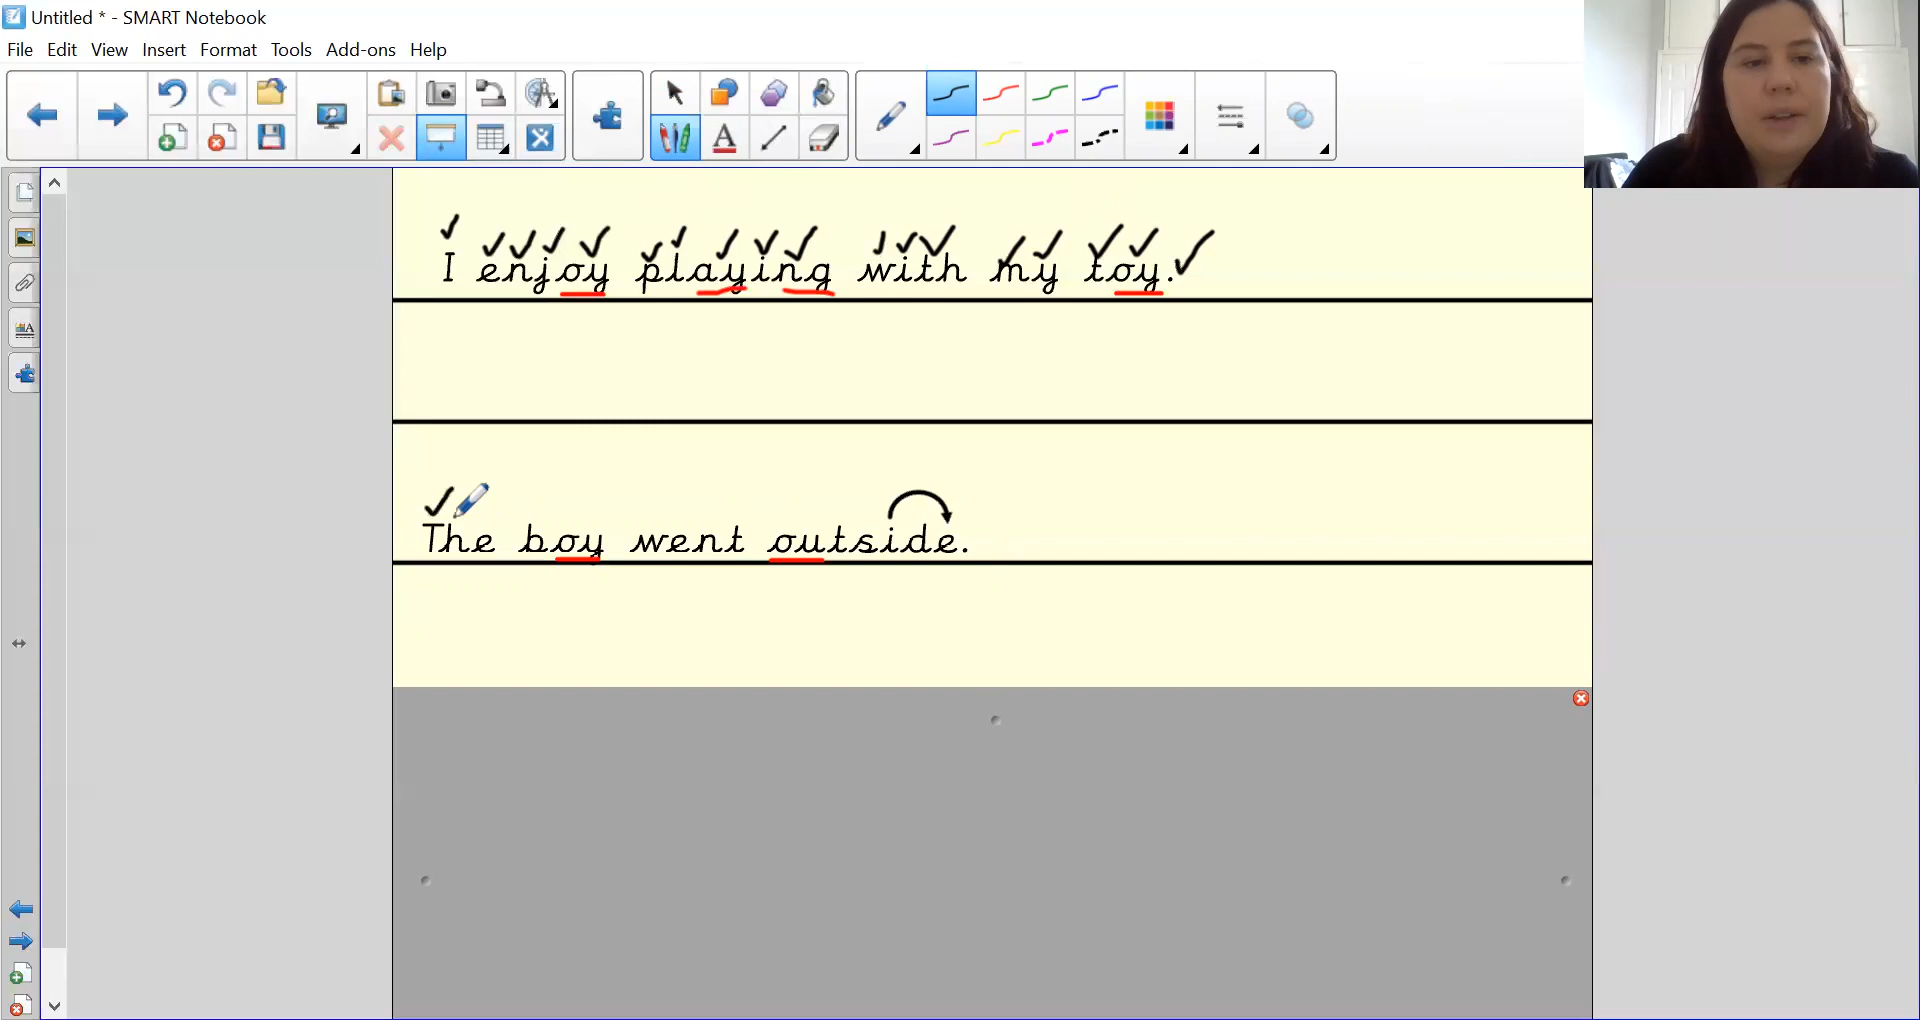 Untitled * - SMART Notebook
File Edit View Insert Format Tools Add-ons Help
I enjoy playing with my toy.
The boy went outside.